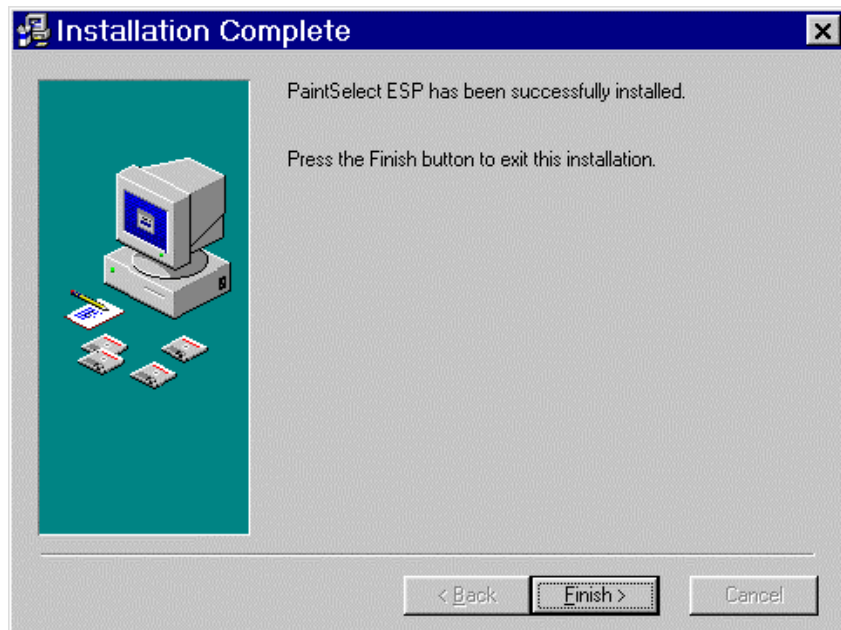 Installation Complete
PaintSelect ESP has been successfully installed.
Press the Finish button to exit this installation.
< Back
Finish >
Cancel